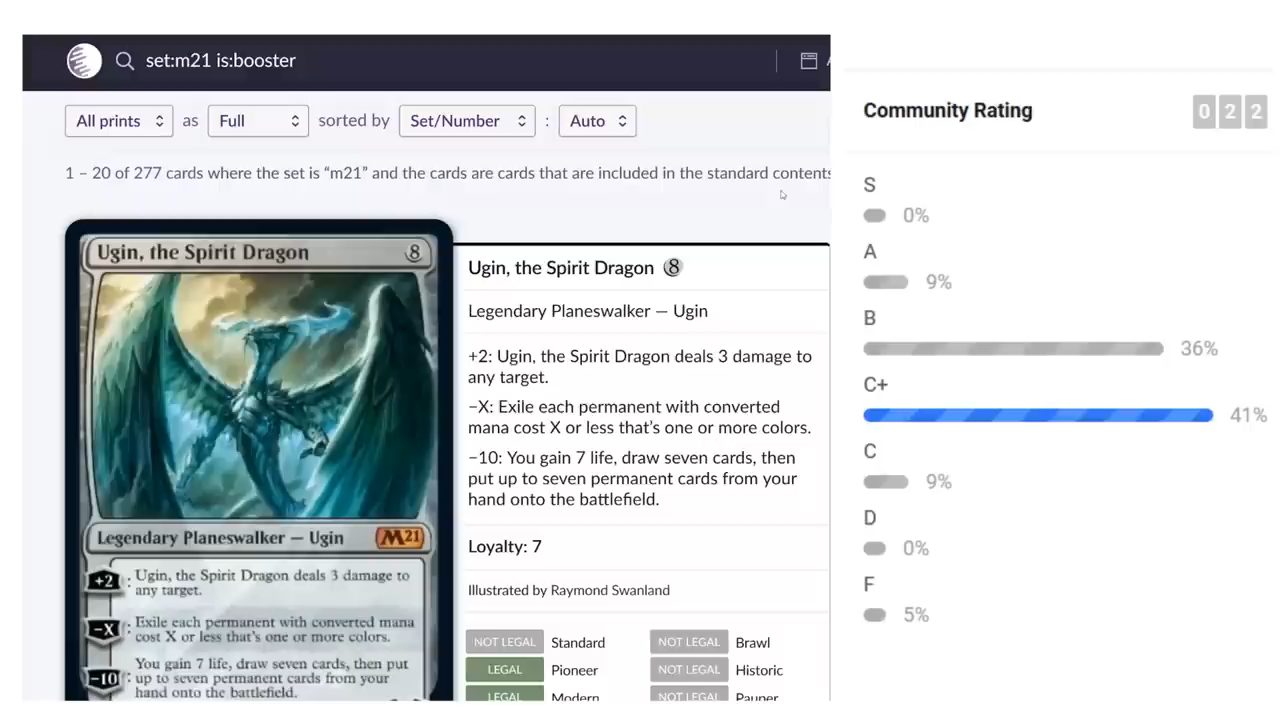 set:m21 is:booster
All prints as Full sorted by Set/Number : Auto
1 – 20 of 277 cards where the set is “m21” and the cards are cards that are included in the standard contents
Ugin, the Spirit Dragon 8
Legendary Planeswalker — Ugin M21
+2: Ugin, the Spirit Dragon deals 3 damage to
any target.
-X: Exile each permanent with converted mana
cost X or less that's one or more colors.
-10: You gain 7 life, draw seven cards, then put
up to seven permanent cards from your
hand onto the battlefield.
Ugin, the Spirit Dragon 8
Legendary Planeswalker — Ugin
+2: Ugin, the Spirit Dragon deals 3 damage to
any target.
−X: Exile each permanent with converted
mana cost X or less that’s one or more colors.
−10: You gain 7 life, draw seven cards, then
put up to seven permanent cards from your
hand onto the battlefield.
Loyalty: 7
Illustrated by Raymond Swanland
NOT LEGAL Standard NOT LEGAL Brawl
LEGAL Pioneer NOT LEGAL Historic
LEGAL Modern NOT LEGAL Pauper
Community Rating 0 2 2
S
0%
A
9%
B
36%
C+
41%
C
9%
D
0%
F
5%